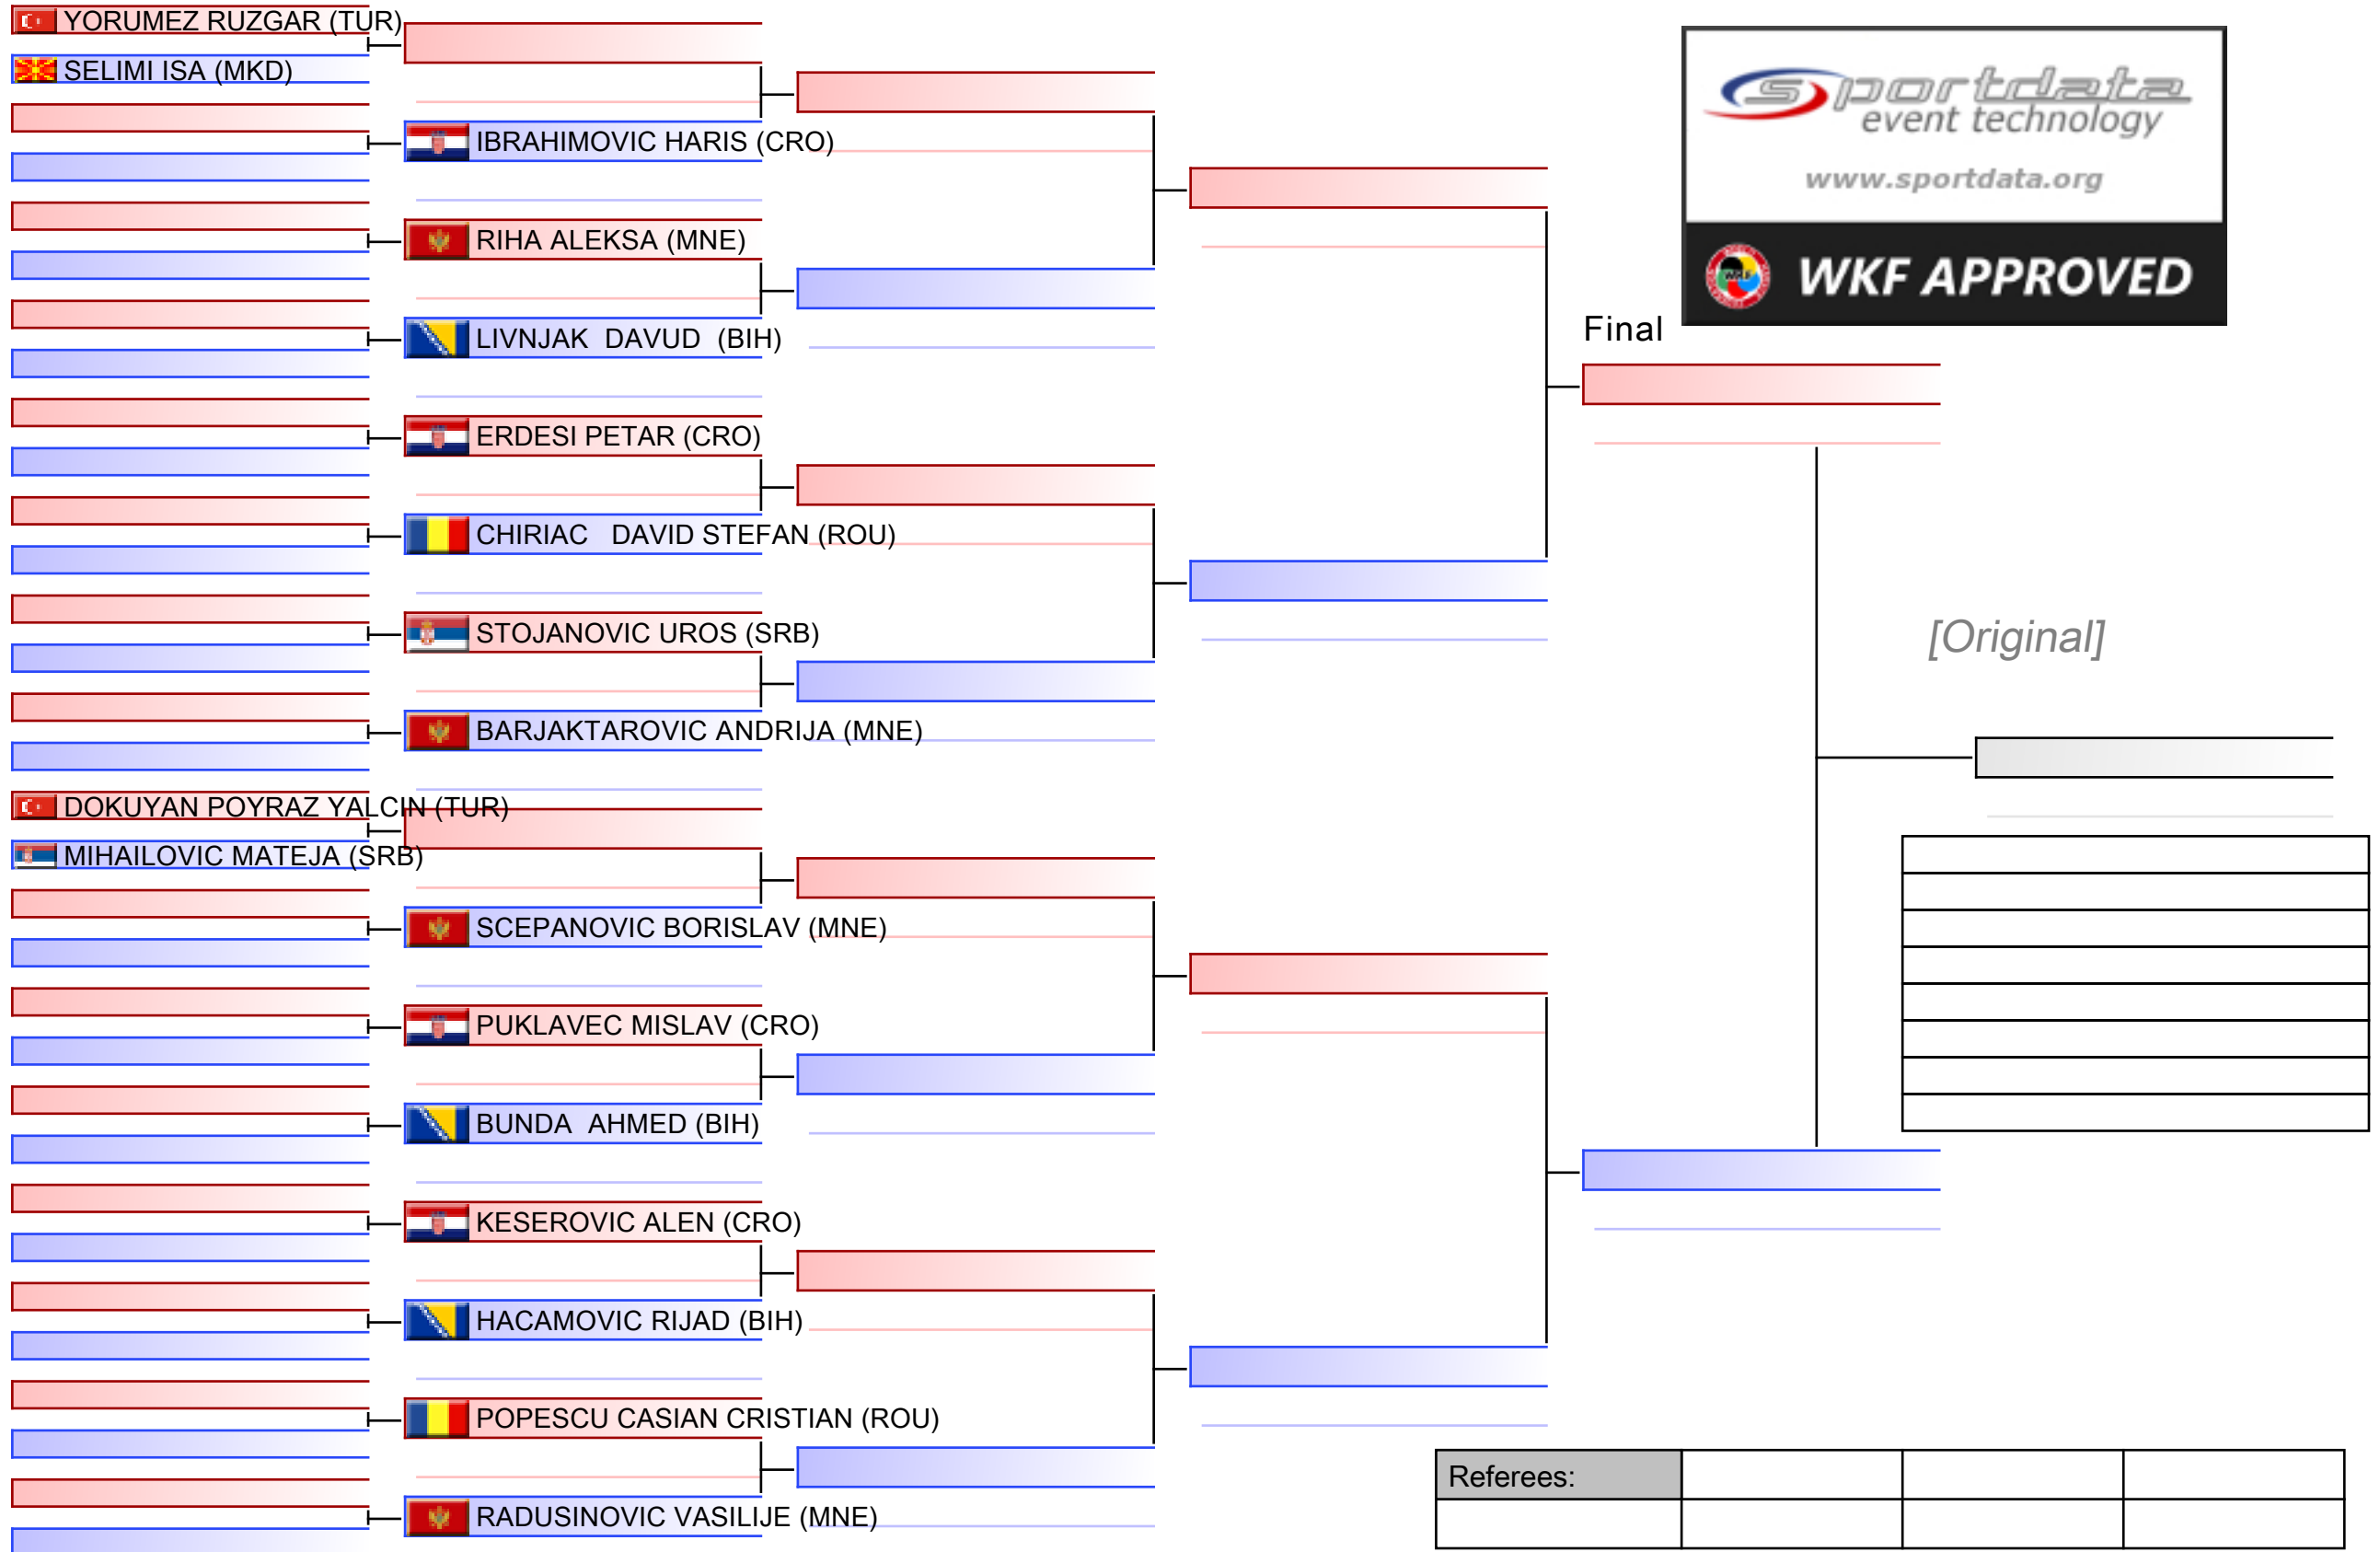 YORUMEZ RUZGAR (TUR)
SELIMI ISA (MKD)
IBRAHIMOVIC HARIS (CRO)
RIHA ALEKSA (MNE)
LIVNJAK DAVUD (BIH)
ERDESI PETAR (CRO)
CHIRIAC DAVID STEFAN (ROU)
STOJANOVIC UROS (SRB)
BARJAKTAROVIC ANDRIJA (MNE)
DOKUYAN POYRAZ YALCIN (TUR)
MIHAILOVIC MATEJA (SRB)
SCEPANOVIC BORISLAV (MNE)
PUKLAVEC MISLAV (CRO)
BUNDA AHMED (BIH)
KESEROVIC ALEN (CRO)
HACAMOVIC RIJAD (BIH)
POPESCU CASIAN CRISTIAN (ROU)
RADUSINOVIC VASILIJE (MNE)
sportdata
event technology
www.sportdata.org
WKF APPROVED
Final
[Original]
Referees: